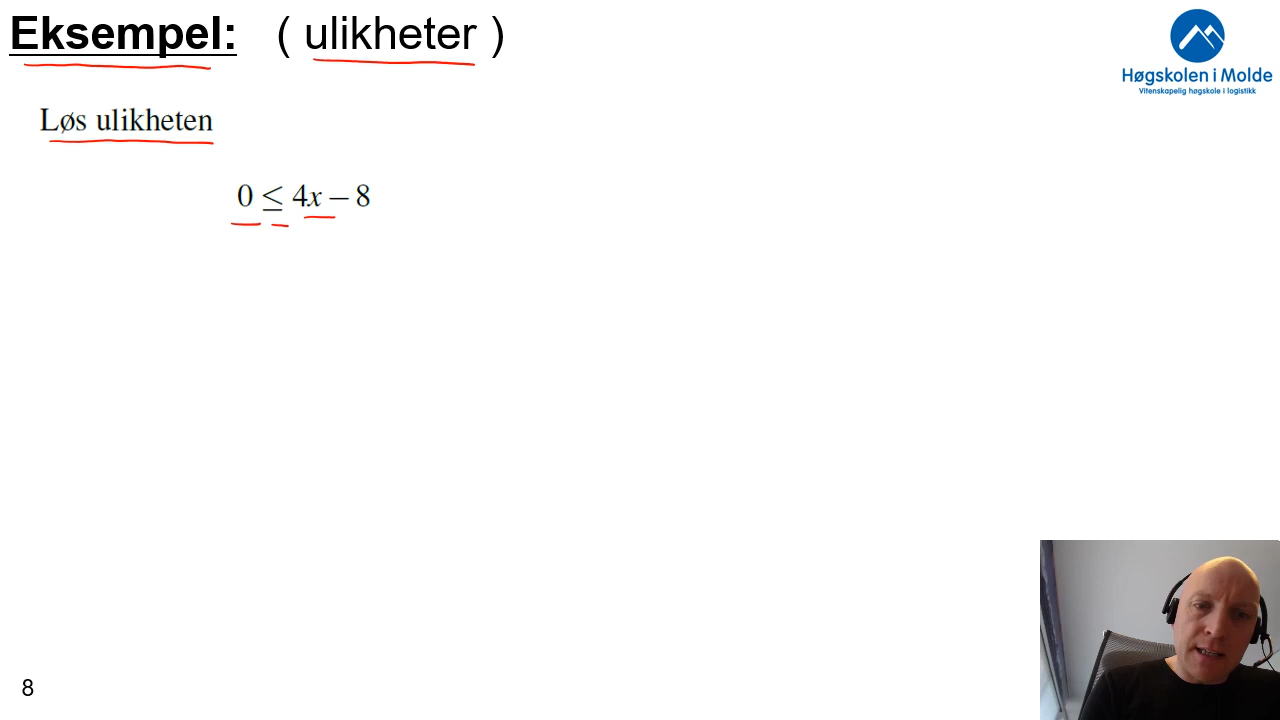 Eksempel: ( ulikheter )
Høgskolen i Molde
Vitenskapelig høgskole i logistikk
Løs ulikheten
0 ≤ 4x − 8
8